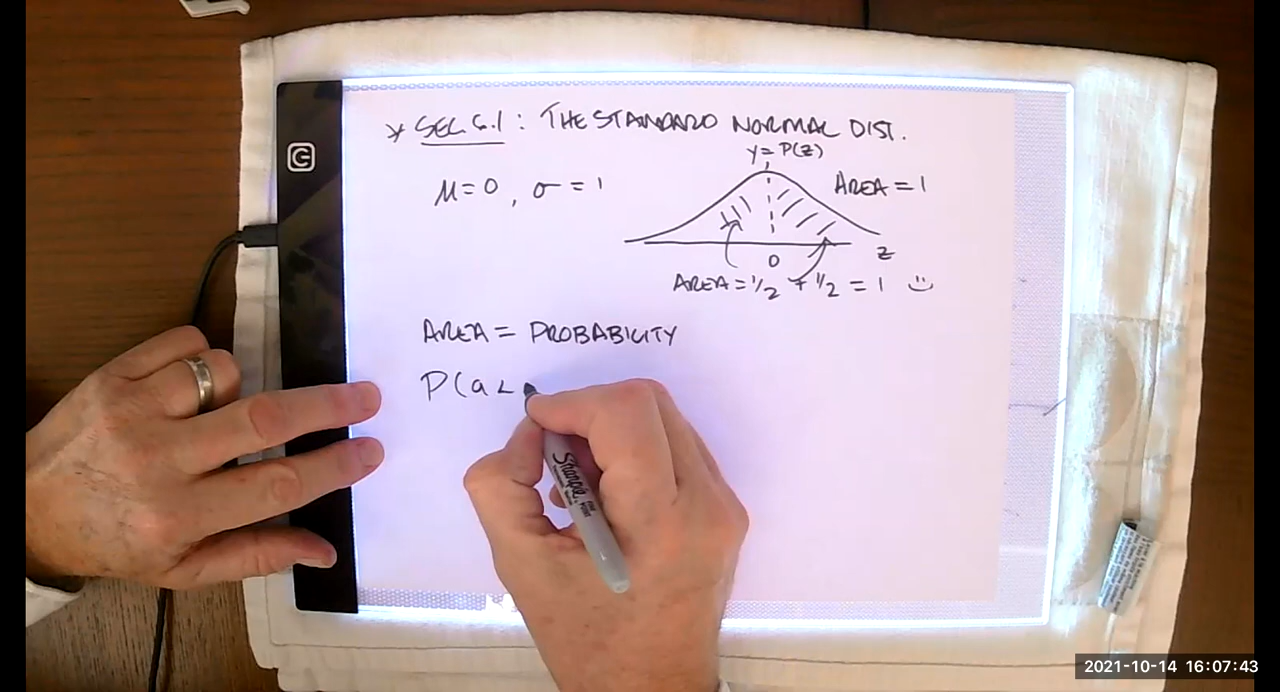 * SEC 6.1 : THE STANDARD NORMAL DIST.
y = P(z)
μ = 0 , σ = 1
AREA = 1
0
z
AREA = 1/2 + 1/2 = 1
AREA = PROBABILITY
P(a <
Sharpie
2021-10-14 16:07:43